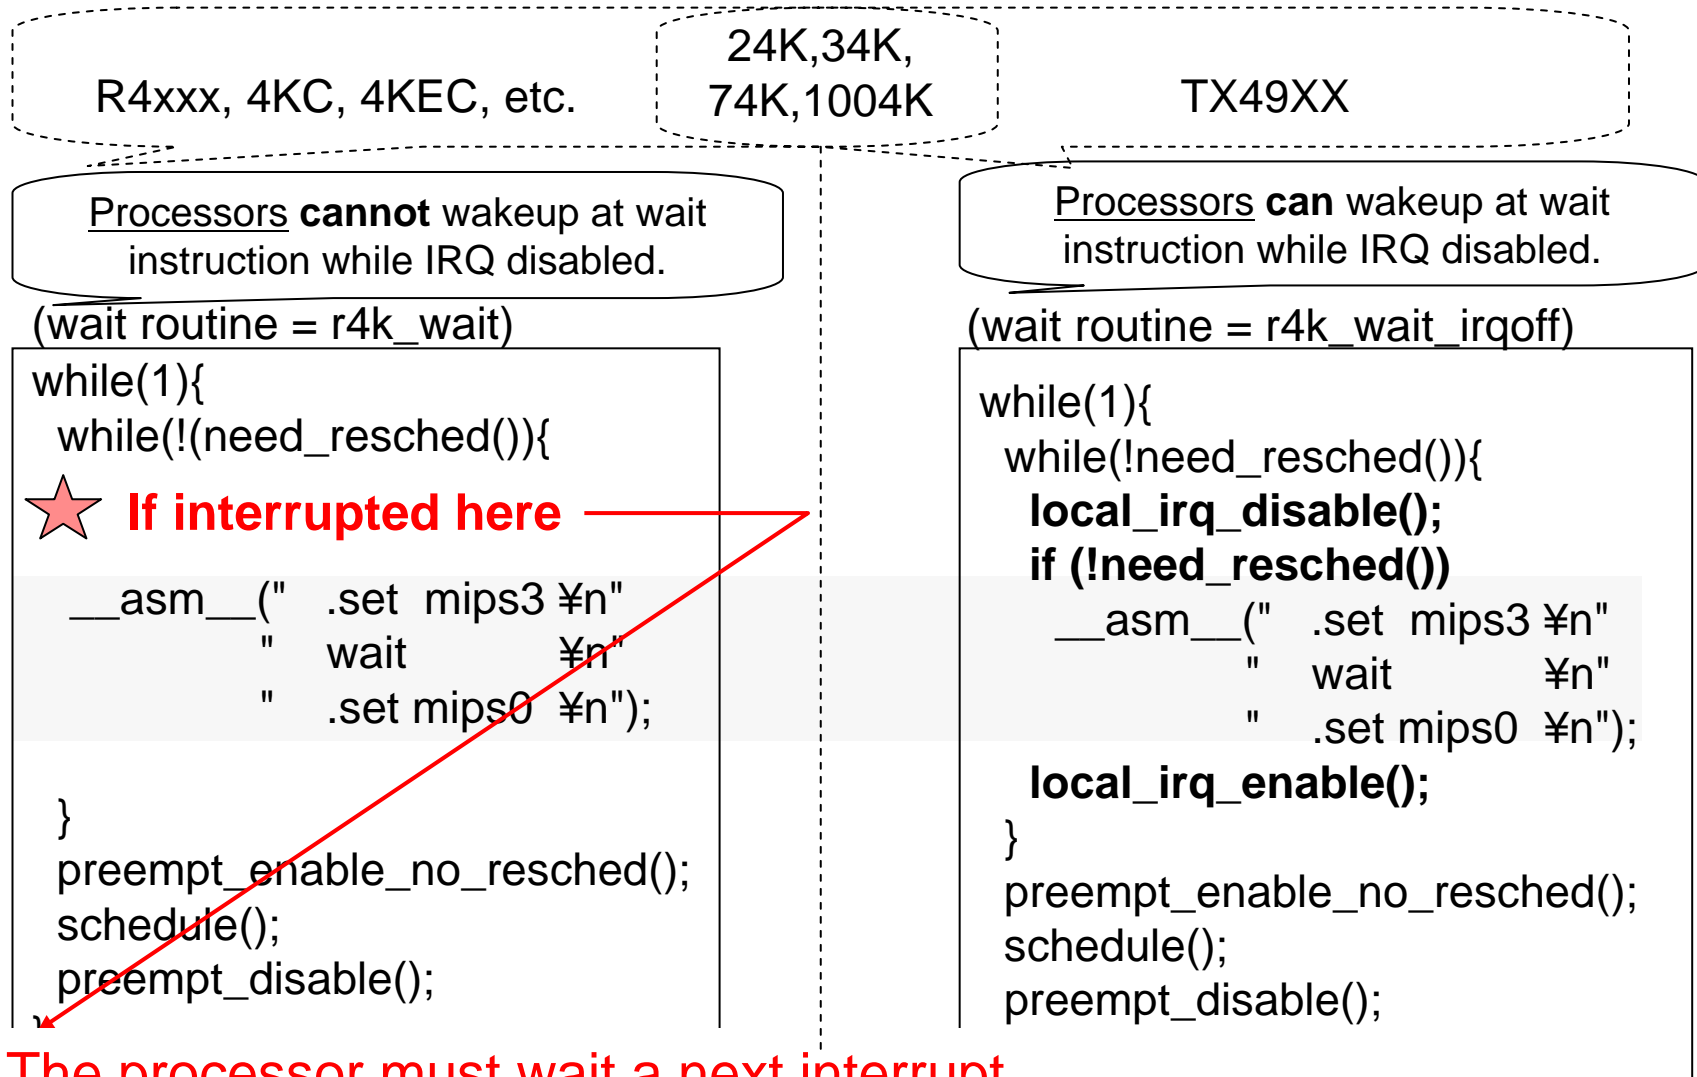 R4xxx, 4KC, 4KEC, etc.
24K,34K,
74K,1004K
TX49XX
Processors cannot wakeup at wait
instruction while IRQ disabled.
(wait routine = r4k_wait)
while(1){
while(!(need_resched()){
If interrupted here
__asm__("   .set  mips3 ¥n"
"    wait            ¥n"
"    .set mips0  ¥n");
}
preempt_enable_no_resched();
schedule();
preempt_disable();
}
The processor must wait a next interrupt
Processors can wakeup at wait
instruction while IRQ disabled.
(wait routine = r4k_wait_irqoff)
while(1){
while(!need_resched()){
local_irq_disable();
if (!need_resched())
__asm__("   .set  mips3 ¥n"
"    wait            ¥n"
"    .set mips0  ¥n");
local_irq_enable();
}
preempt_enable_no_resched();
schedule();
preempt_disable();